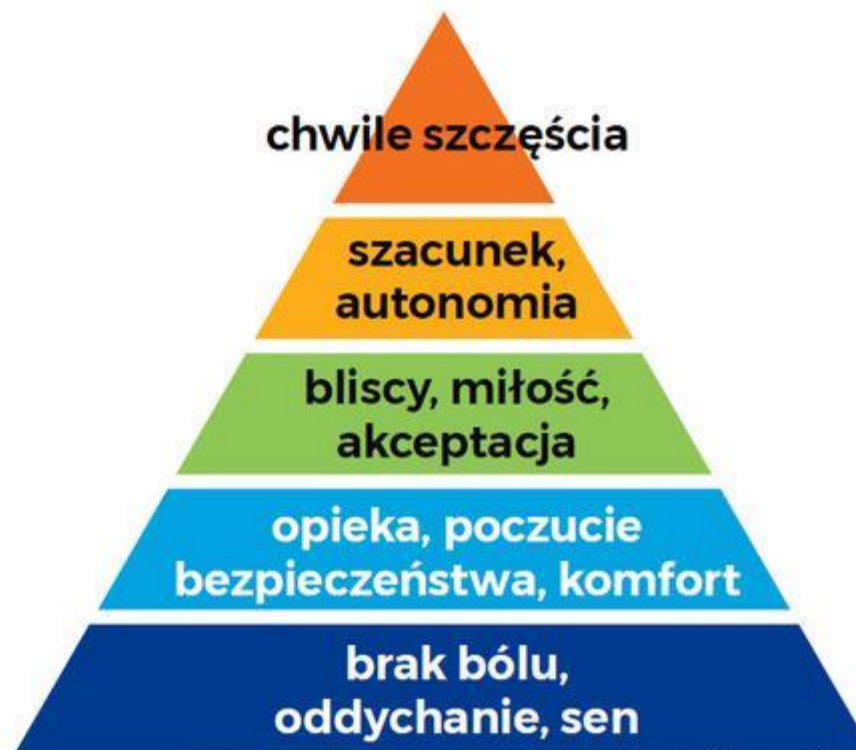 chwile szczęścia
szacunek,
autonomia
bliscy, miłość,
akceptacja
opieka, poczucie
bezpieczeństwa, komfort
brak bólu,
oddychanie, sen